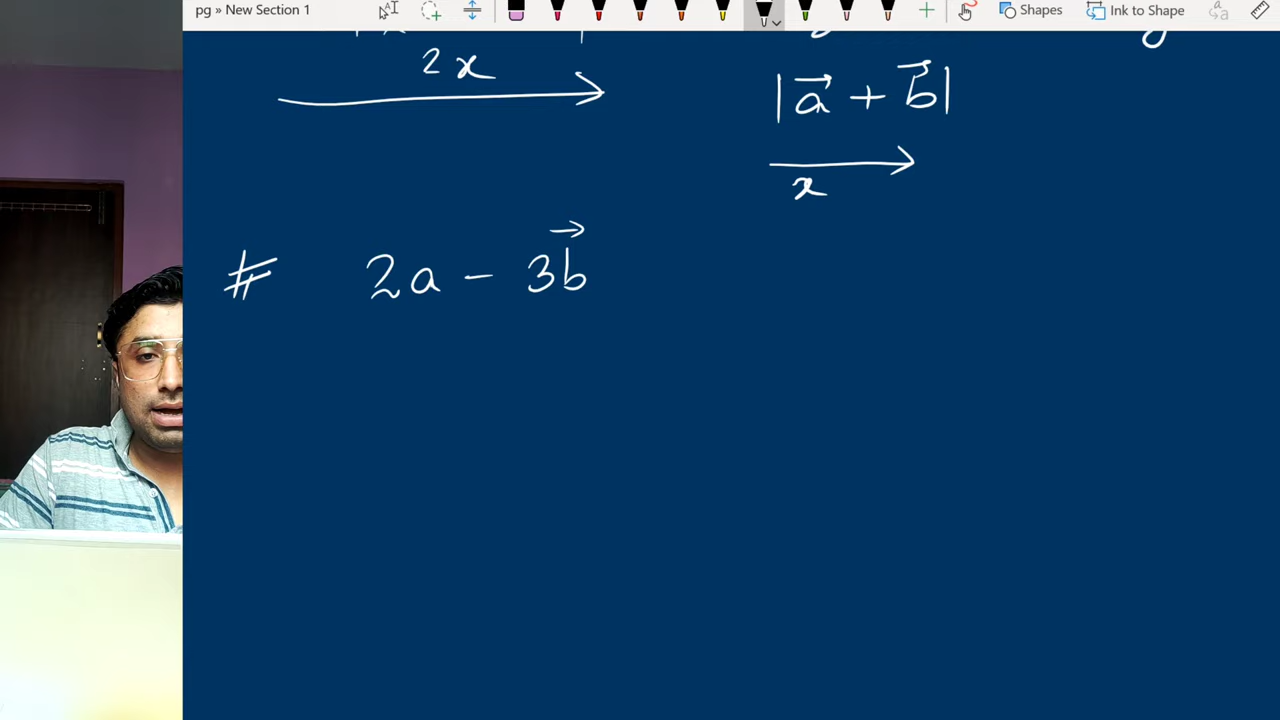 pg » New Section 1
Shapes
Ink to Shape
2x
|a⃗ + b⃗|
x
# 2a - 3b⃗